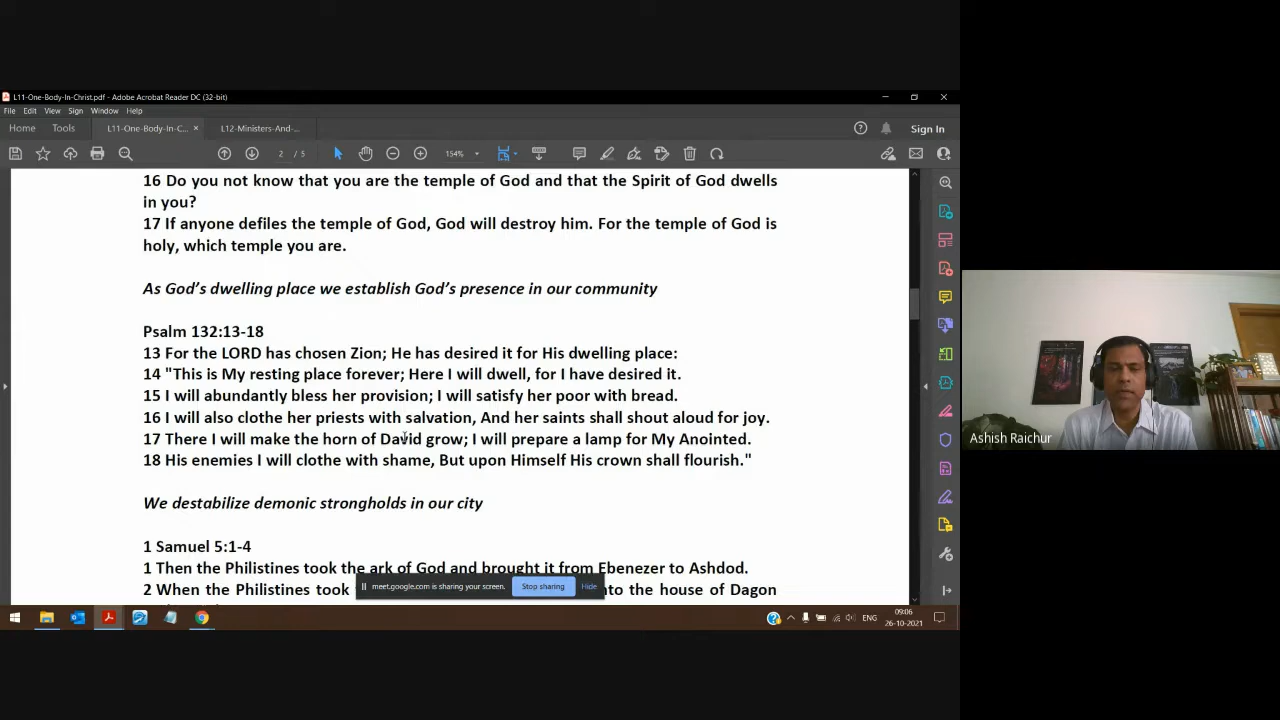 L11-One-Body-In-Christ.pdf - Adobe Acrobat Reader DC (32-bit)
File Edit View Sign Window Help
Home Tools L11-One-Body-In-C... × L12-Ministers-And-... Sign In
2 / 5 154%
16 Do you not know that you are the temple of God and that the Spirit of God dwells
in you?
17 If anyone defiles the temple of God, God will destroy him. For the temple of God is
holy, which temple you are.
As God's dwelling place we establish God's presence in our community
Psalm 132:13-18
13 For the LORD has chosen Zion; He has desired it for His dwelling place:
14 "This is My resting place forever; Here I will dwell, for I have desired it.
15 I will abundantly bless her provision; I will satisfy her poor with bread.
16 I will also clothe her priests with salvation, And her saints shall shout aloud for joy.
17 There I will make the horn of David grow; I will prepare a lamp for My Anointed.
18 His enemies I will clothe with shame, But upon Himself His crown shall flourish."
We destabilize demonic strongholds in our city
1 Samuel 5:1-4
1 Then the Philistines took the ark of God and brought it from Ebenezer to Ashdod.
2 When the Philistines took
the house of Dagon
meet.google.com is sharing your screen. Stop sharing Hide
Ashish Raichur
ENG
09:06
26-10-2021